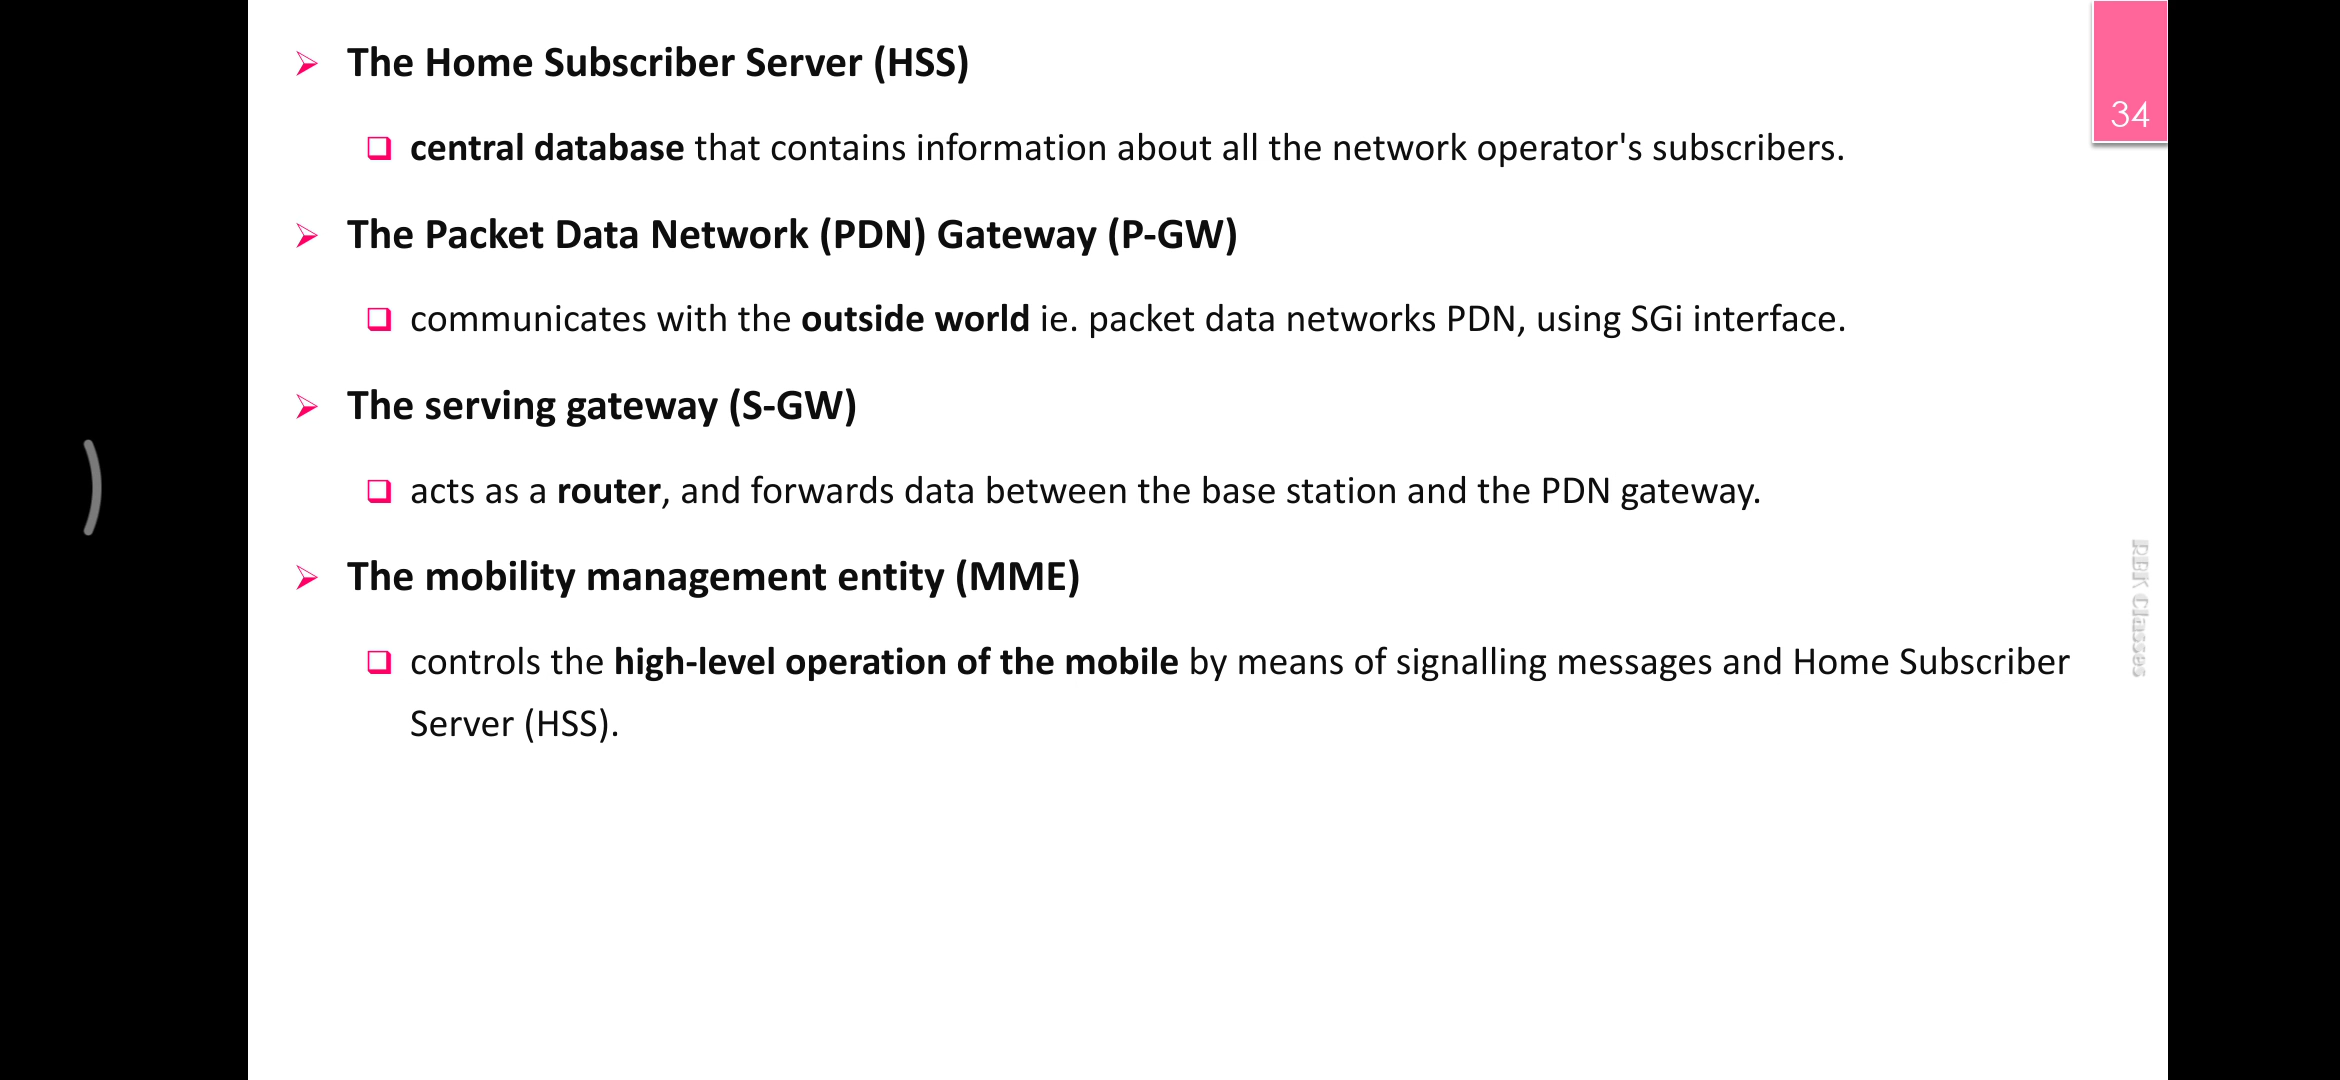 The Home Subscriber Server (HSS)
34
central database that contains information about all the network operator's subscribers.
The Packet Data Network (PDN) Gateway (P-GW)
communicates with the outside world ie. packet data networks PDN, using SGi interface.
The serving gateway (S-GW)
acts as a router, and forwards data between the base station and the PDN gateway.
The mobility management entity (MME)
controls the high-level operation of the mobile by means of signalling messages and Home Subscriber
Server (HSS).
RBK Classes